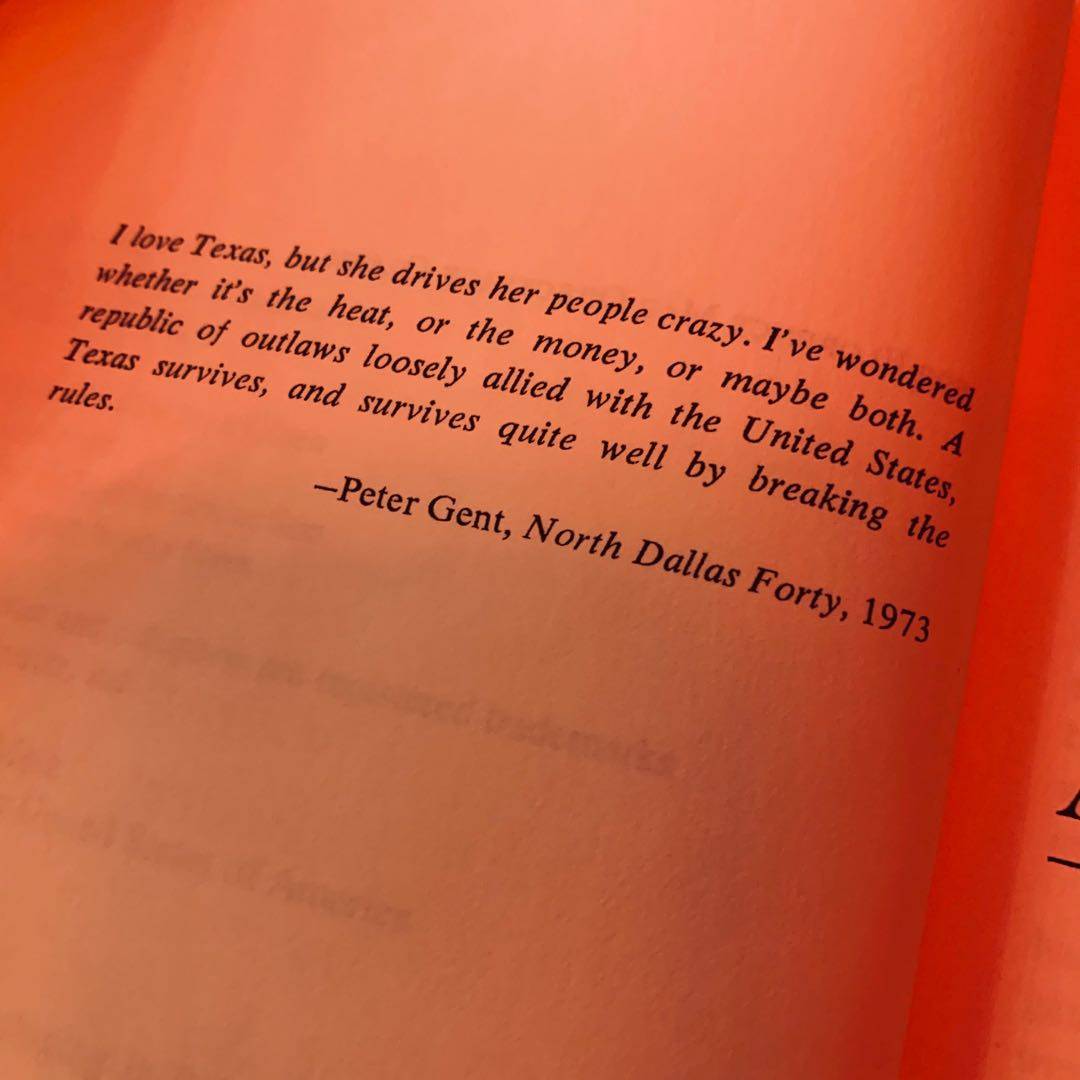 I love Texas, but she drives her people crazy. I've wondered
whether it's the heat, or the money, or maybe both. A
republic of outlaws loosely allied with the United States,
Texas survives, and survives quite well by breaking the
rules.
—Peter Gent, North Dallas Forty, 1973